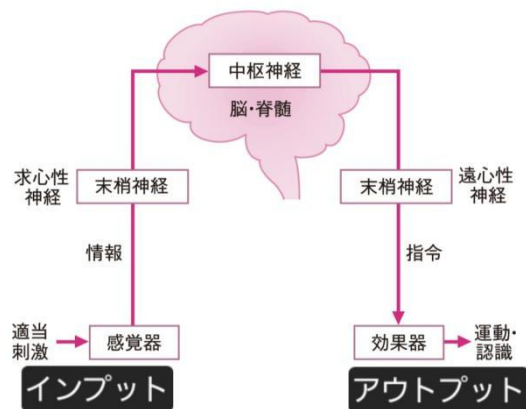 中枢神経
脳・脊髄
求心性
神経
末梢神経
末梢神経
遠心性
神経
情報
指令
適当
刺激
感覚器
効果器
運動・
認識
インプット
アウトプット